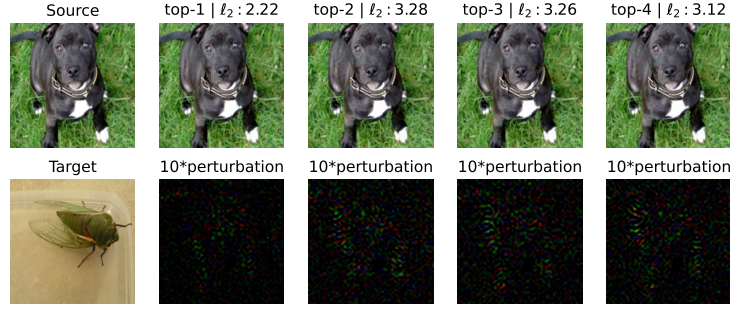 Source
top-1 | ℓ₂ : 2.22
top-2 | ℓ₂ : 3.28
top-3 | ℓ₂ : 3.26
top-4 | ℓ₂ : 3.12
Target
10*perturbation
10*perturbation
10*perturbation
10*perturbation